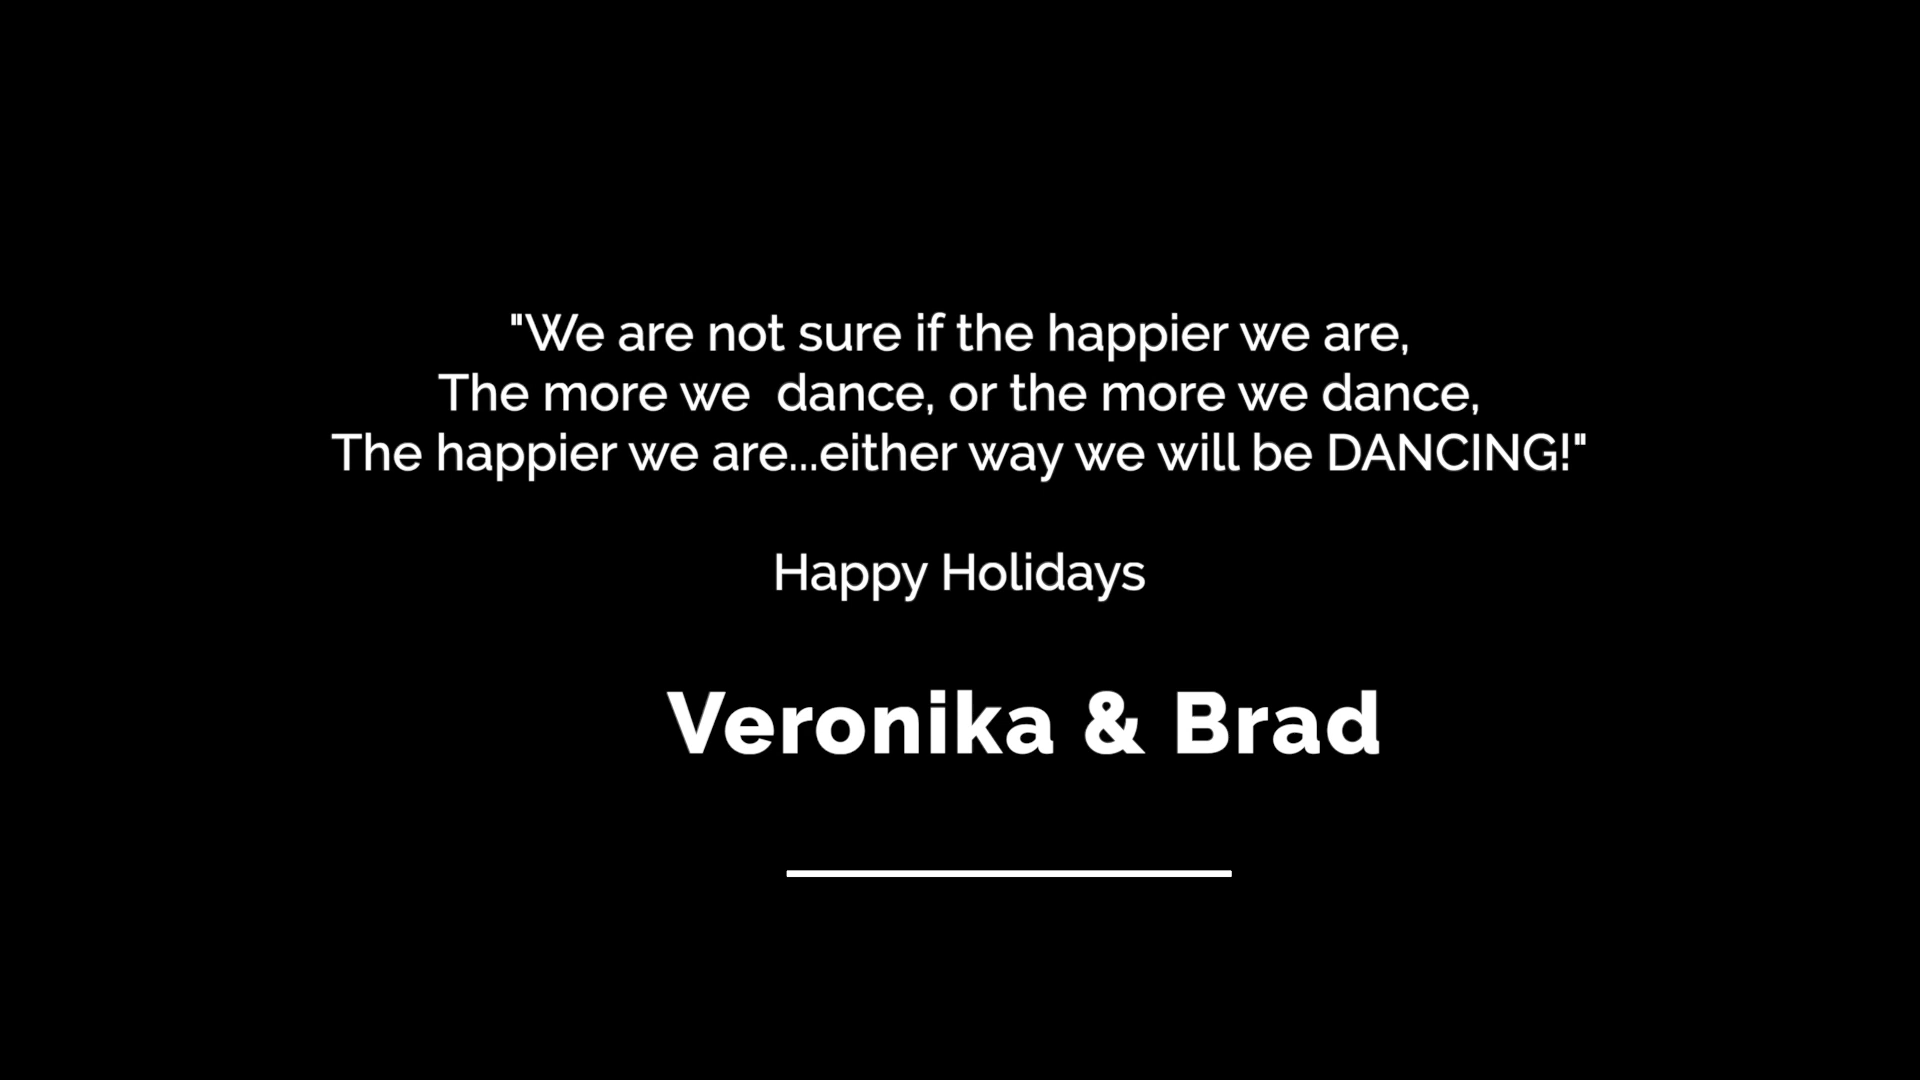 "We are not sure if the happier we are,
The more we  dance, or the more we dance,
The happier we are...either way we will be DANCING!"
Happy Holidays
Veronika & Brad